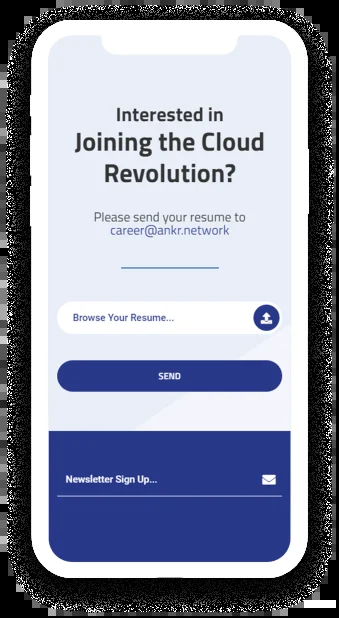 Interested in
Joining the Cloud
Revolution?
Please send your resume to
career@ankr.network
Browse Your Resume...
SEND
Newsletter Sign Up...